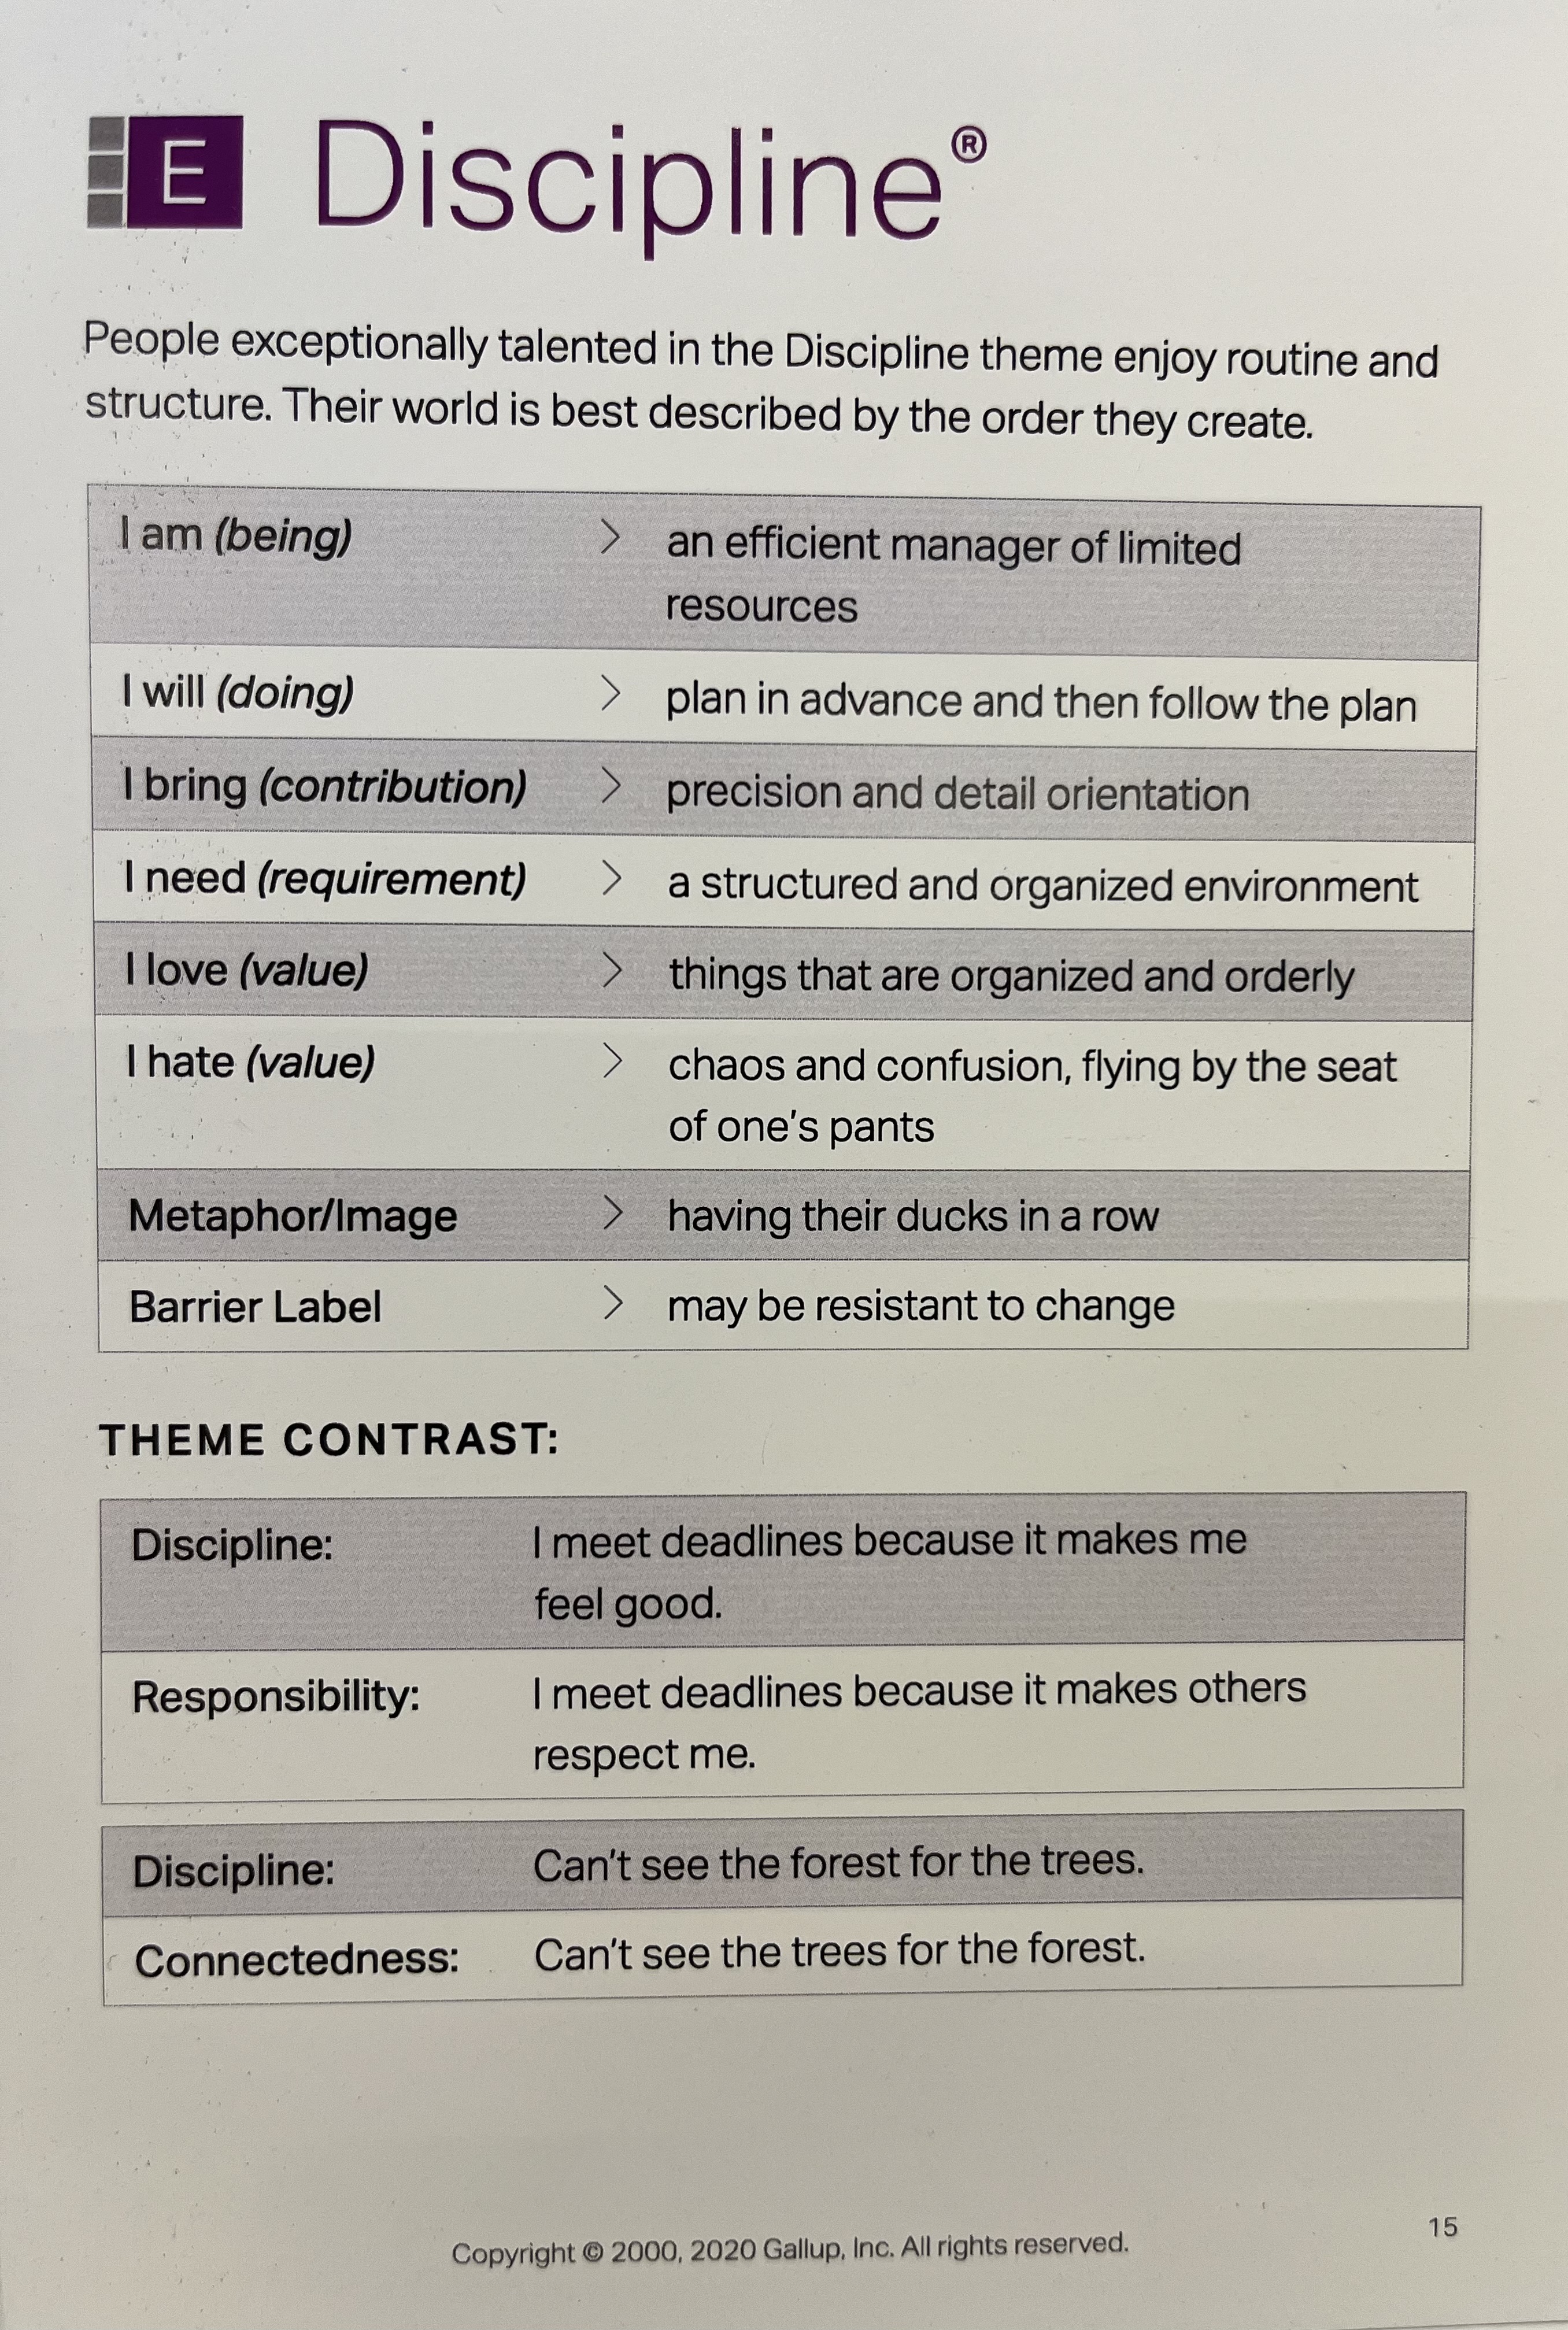 E Discipline®
People exceptionally talented in the Discipline theme enjoy routine and
structure. Their world is best described by the order they create.
I am (being) > an efficient manager of limited
resources
I will (doing) > plan in advance and then follow the plan
I bring (contribution) > precision and detail orientation
I need (requirement) > a structured and organized environment
I love (value) > things that are organized and orderly
I hate (value) > chaos and confusion, flying by the seat
of one's pants
Metaphor/Image > having their ducks in a row
Barrier Label > may be resistant to change
THEME CONTRAST:
Discipline: I meet deadlines because it makes me
feel good.
Responsibility: I meet deadlines because it makes others
respect me.
Discipline: Can't see the forest for the trees.
Connectedness: Can't see the trees for the forest.
15
Copyright © 2000, 2020 Gallup, Inc. All rights reserved.